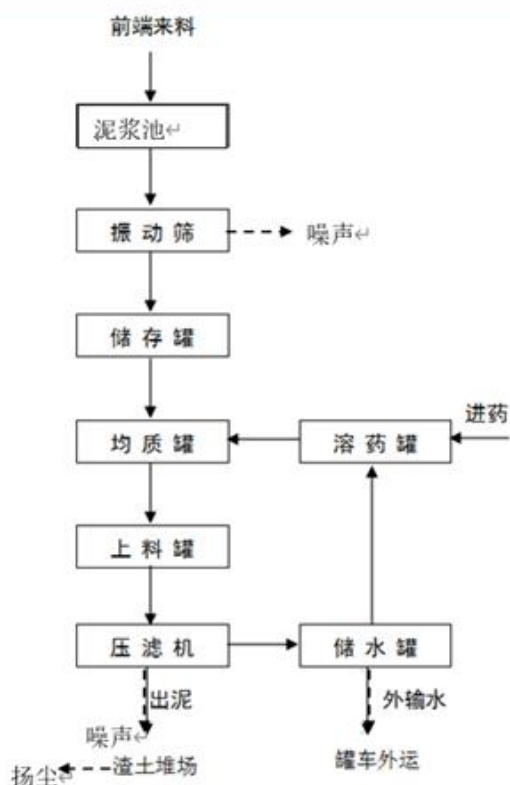 前端来料
泥浆池↵
振动筛
噪声↵
储存罐
进药
均质罐
溶药罐
上料罐
压滤机
储水罐
出泥
外输水
噪声↵
渣土堆场
罐车外运
扬尘↵